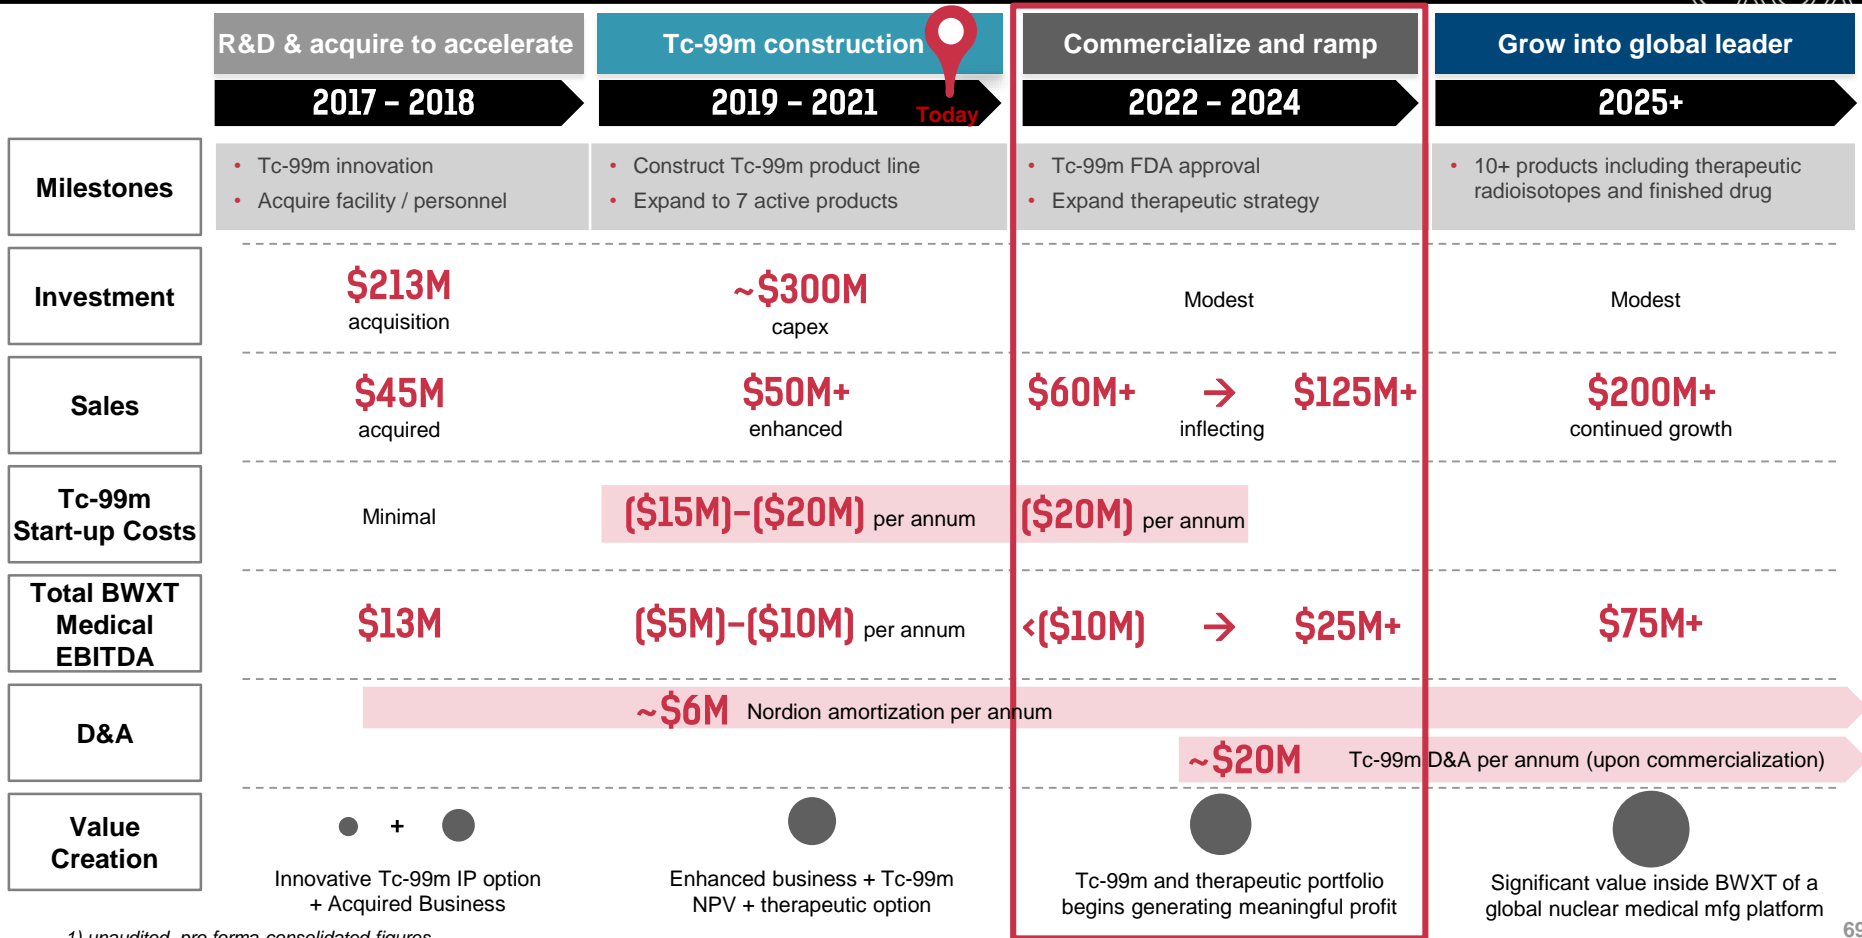 R&D & acquire to accelerate
Tc-99m construction
Commercialize and ramp
Grow into global leader
2017 – 2018
2019 – 2021
Today
2022 – 2024
2025+
Milestones
• Tc-99m innovation
• Acquire facility / personnel
• Construct Tc-99m product line
• Expand to 7 active products
• Tc-99m FDA approval
• Expand therapeutic strategy
• 10+ products including therapeutic
radioisotopes and finished drug
Investment
$213M
acquisition
~$300M
capex
Modest
Modest
Sales
$45M
acquired
$50M+
enhanced
$60M+ → $125M+
inflecting
$200M+
continued growth
Tc-99m
Start-up Costs
Minimal
($15M)–($20M) per annum
($20M) per annum
Total BWXT
Medical
EBITDA
$13M
($5M)–($10M) per annum
<($10M) → $25M+
$75M+
D&A
~$6M Nordion amortization per annum
~$20M Tc-99m D&A per annum (upon commercialization)
Value
Creation
+
Innovative Tc-99m IP option
+ Acquired Business
Enhanced business + Tc-99m
NPV + therapeutic option
Tc-99m and therapeutic portfolio
begins generating meaningful profit
Significant value inside BWXT of a
global nuclear medical mfg platform
1) unaudited, pro forma consolidated figures
69